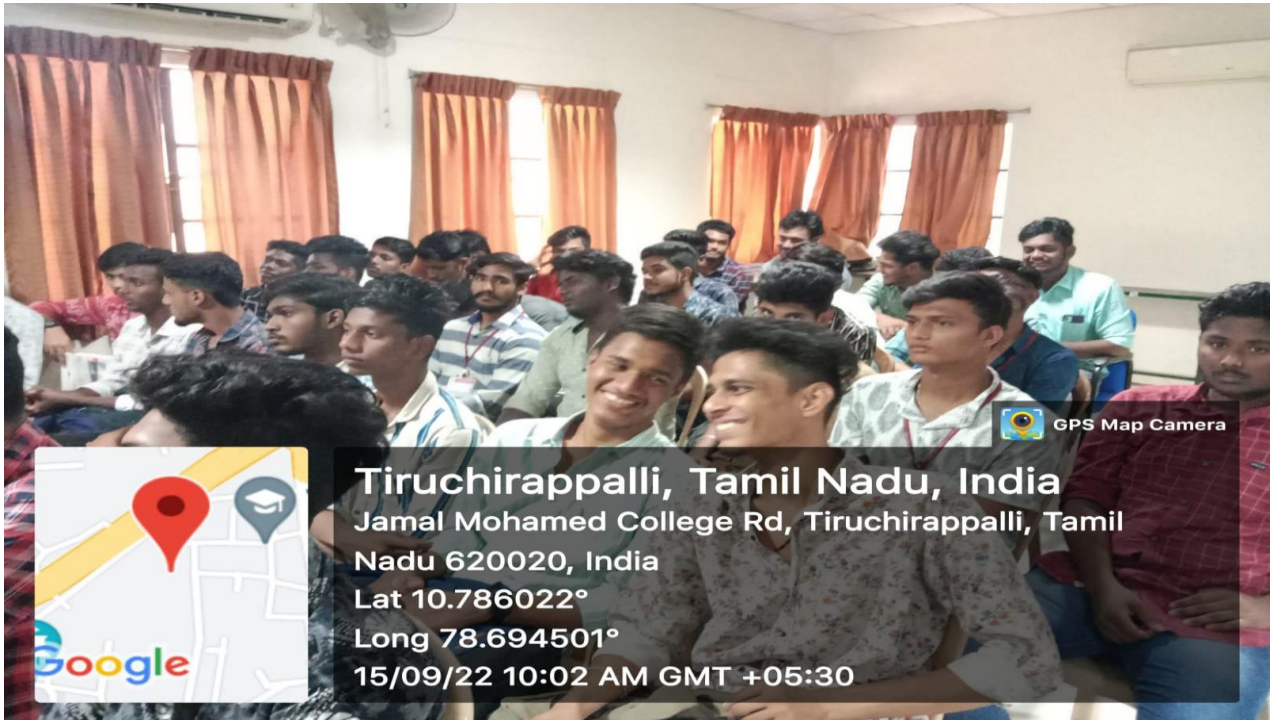 GPS Map Camera
Tiruchirappalli, Tamil Nadu, India
Jamal Mohamed College Rd, Tiruchirappalli, Tamil
Nadu 620020, India
Lat 10.786022°
Long 78.694501°
15/09/22 10:02 AM GMT +05:30
Google